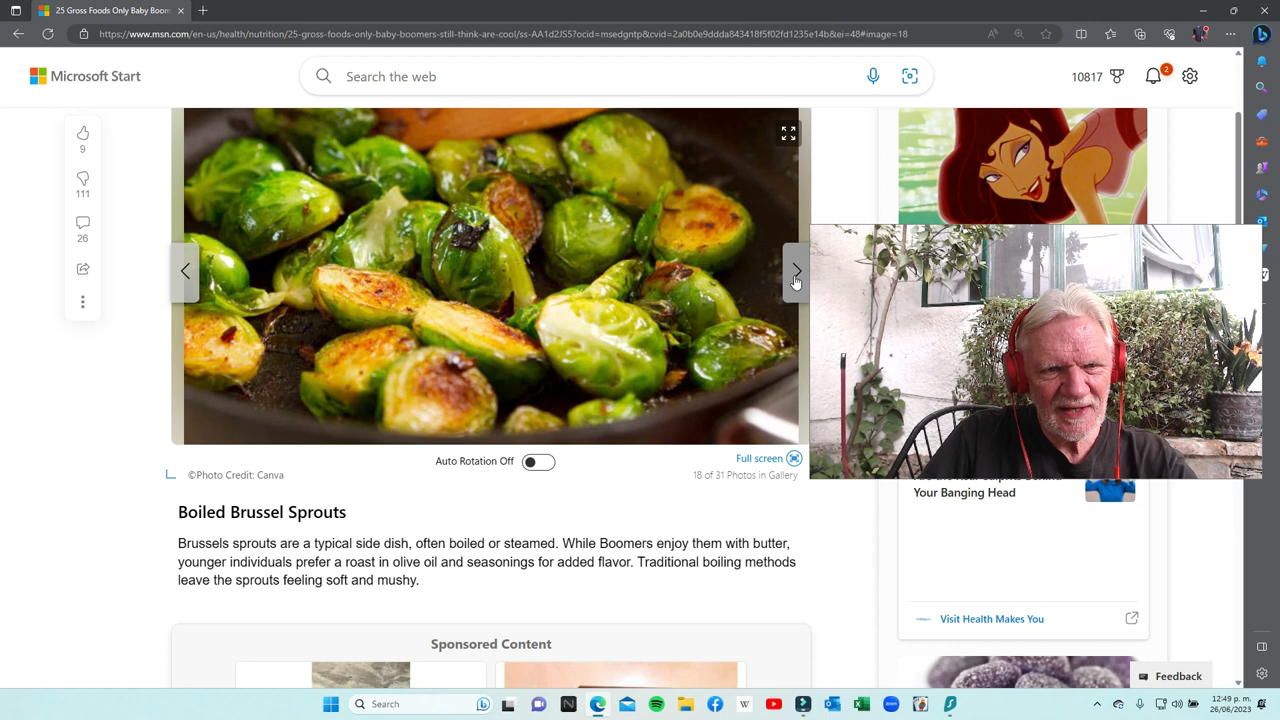 25 Gross Foods Only Baby Boom
https://www.msn.com/en-us/health/nutrition/25-gross-foods-only-baby-boomers-still-think-are-cool/ss-AA1d2JS5?ocid=msedgntp&cvid=2a0b0e9ddda843418f5f02fd1235e14b&ei=48#image=18
Microsoft Start
Search the web
10817
2
9
111
26
Auto Rotation Off
Full screen
©Photo Credit: Canva
18 of 31 Photos in Gallery
Your Banging Head
Boiled Brussel Sprouts
Brussels sprouts are a typical side dish, often boiled or steamed. While Boomers enjoy them with butter,
younger individuals prefer a roast in olive oil and seasonings for added flavor. Traditional boiling methods
leave the sprouts feeling soft and mushy.
Visit Health Makes You
Sponsored Content
Feedback
Search
12:49 p. m.
26/06/2023